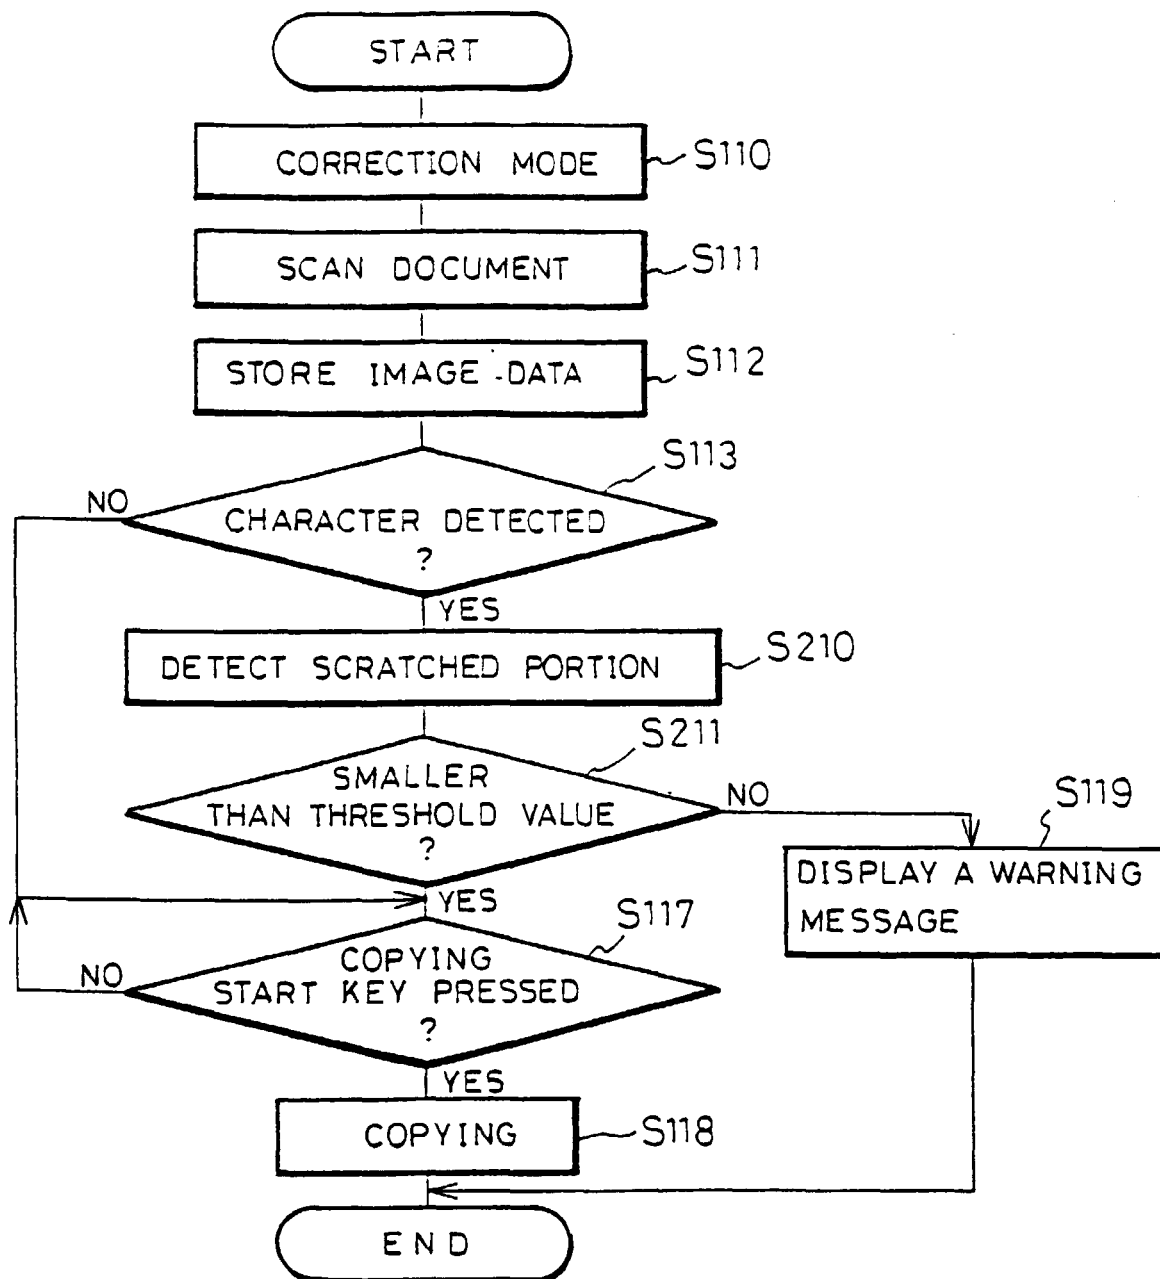 START
CORRECTION MODE
S110
SCAN DOCUMENT
S111
STORE IMAGE DATA
S112
S113
NO
CHARACTER DETECTED
?
YES
DETECT SCRATCHED PORTION
S210
S211
SMALLER
THAN THRESHOLD VALUE
?
NO
S119
YES
DISPLAY A WARNING
MESSAGE
S117
COPYING
START KEY PRESSED
?
NO
YES
COPYING
S118
END